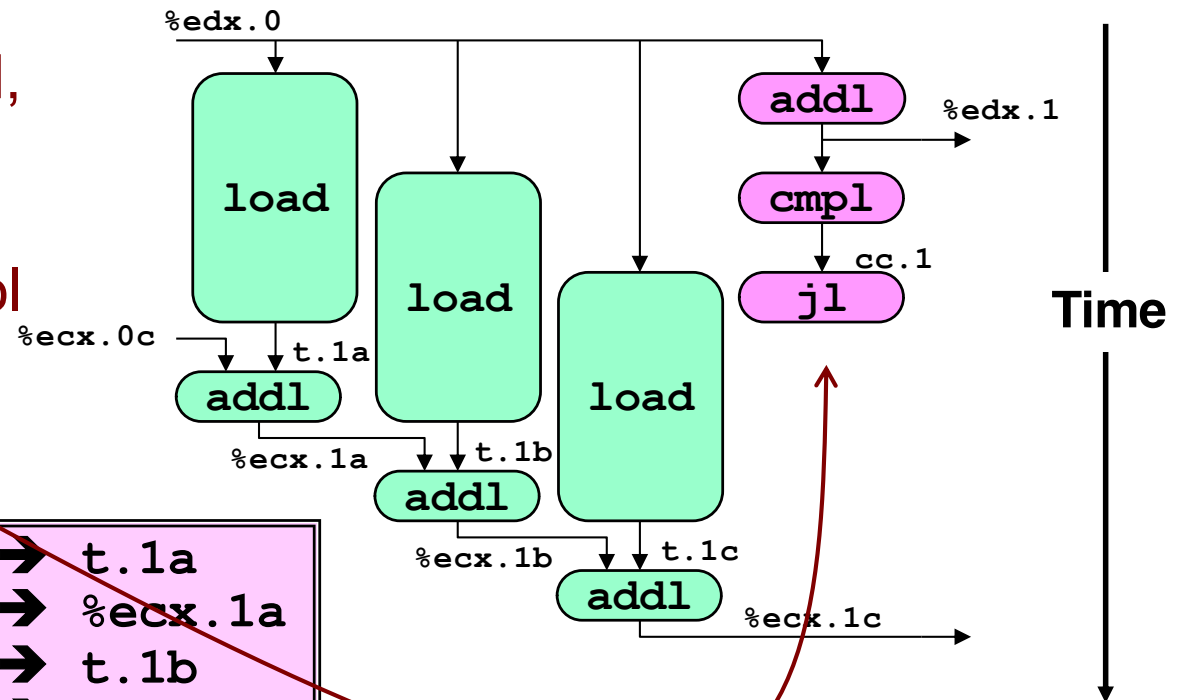 %edx.0
addl
%edx.1
load
cmpl
load
cc.1
jl
Time
%ecx.0c
t.1a
addl
load
%ecx.1a
t.1b
addl
%ecx.1b
t.1c
addl
%ecx.1c
t.1a
%ecx.1a
t.1b